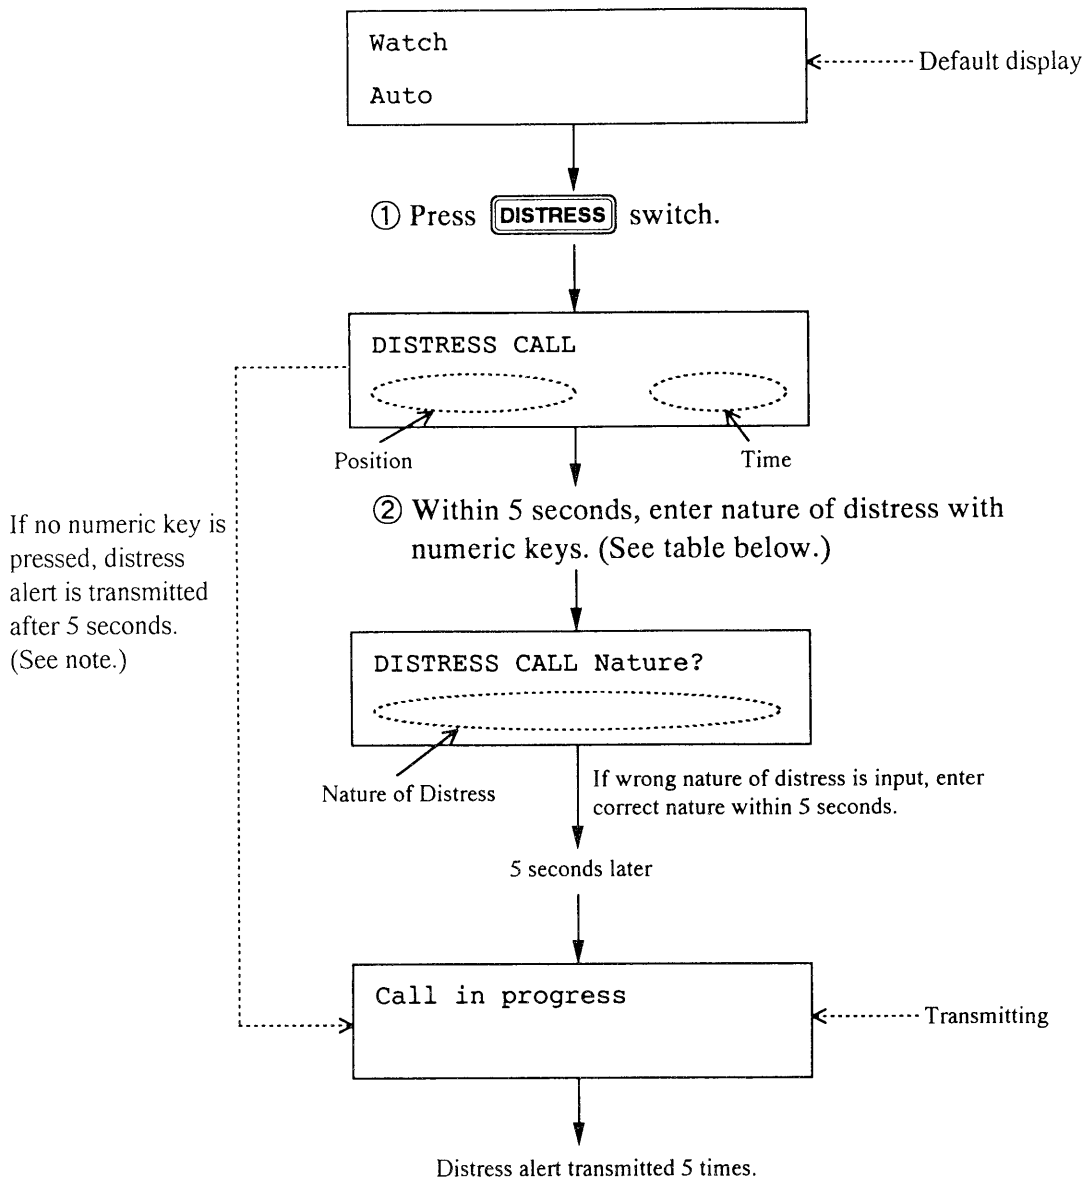 Watch
Default display
Auto
① Press DISTRESS switch.
DISTRESS CALL
Position
Time
② Within 5 seconds, enter nature of distress with
numeric keys. (See table below.)
If no numeric key is
pressed, distress
alert is transmitted
after 5 seconds.
(See note.)
DISTRESS CALL Nature?
Nature of Distress
If wrong nature of distress is input, enter
correct nature within 5 seconds.
5 seconds later
Call in progress
Transmitting
Distress alert transmitted 5 times.